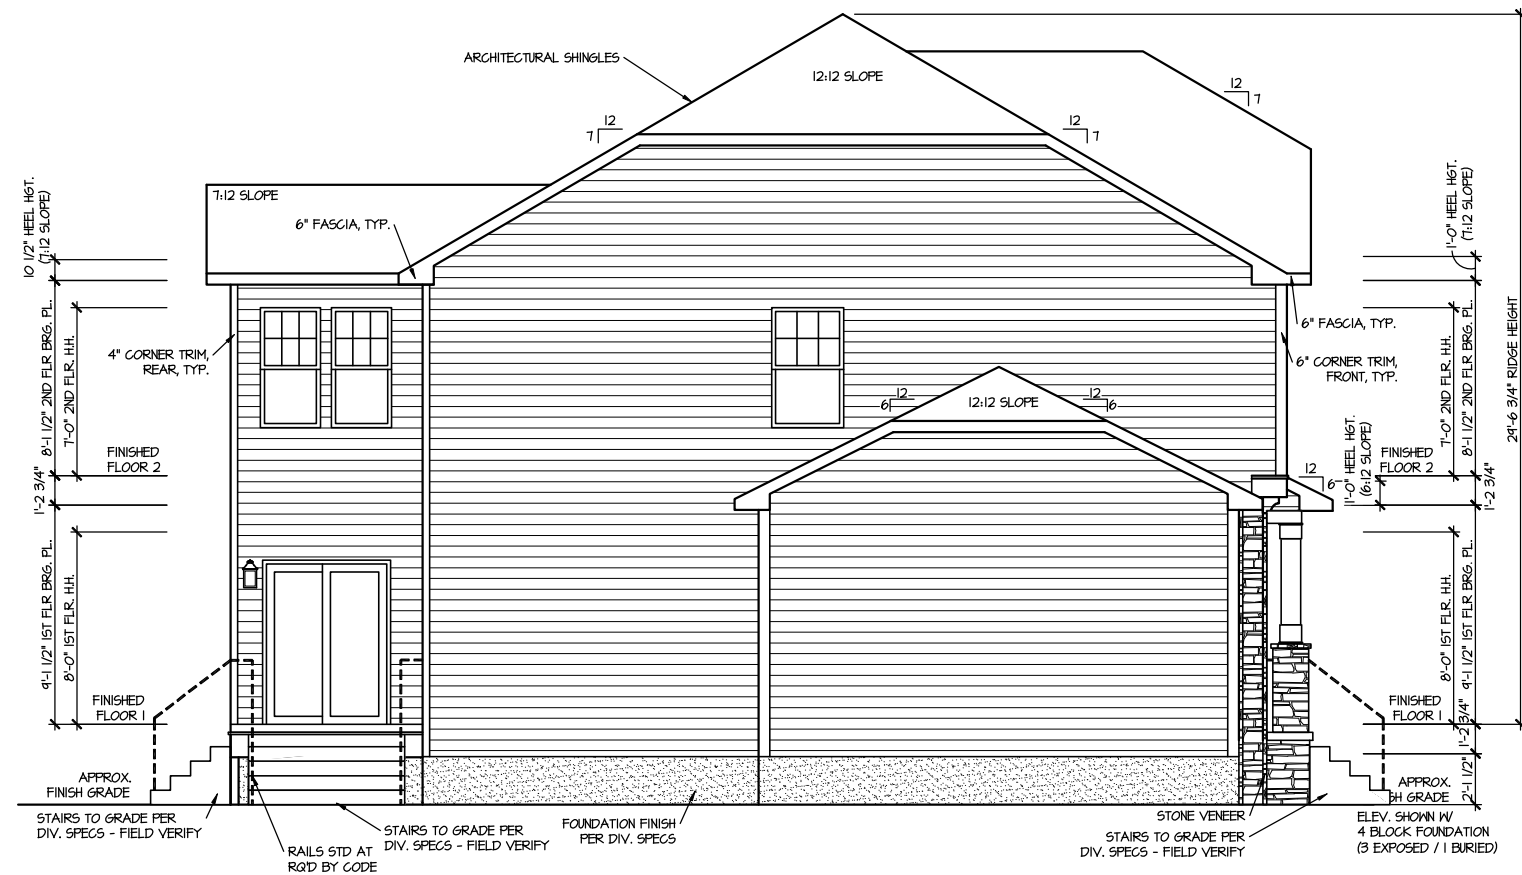 ARCHITECTURAL SHINGLES
12:12 SLOPE
12
7
12
7
12
7
7:12 SLOPE
6" FASCIA, TYP.
10 1/2" HEEL HGT.
(7:12 SLOPE)
8'-1 1/2" 2ND FLR BRG. PL.
7'-0" 2ND FLR. H.H.
4" CORNER TRIM,
REAR, TYP.
FINISHED
FLOOR 2
1'-2 3/4"
9'-1 1/2" 1ST FLR BRG. PL.
8'-0" 1ST FLR. H.H.
FINISHED
FLOOR 1
APPROX.
FINISH GRADE
STAIRS TO GRADE PER
DIV. SPECS - FIELD VERIFY
RAILS STD AT
RQ'D BY CODE
STAIRS TO GRADE PER
DIV. SPECS - FIELD VERIFY
FOUNDATION FINISH
PER DIV. SPECS
12
6
12:12 SLOPE
12
6
1'-0" HEEL HGT.
(7:12 SLOPE)
6" FASCIA, TYP.
6" CORNER TRIM,
FRONT, TYP.
7'-0" 2ND FLR. H.H.
8'-1 1/2" 2ND FLR BRG. PL.
29'-6 3/4" RIDGE HEIGHT
12
6
1'-0" HEEL HGT.
(6:12 SLOPE)
FINISHED
FLOOR 2
1'-2 3/4"
8'-0" 1ST FLR. H.H.
9'-1 1/2" 1ST FLR BRG. PL.
FINISHED
FLOOR 1
1'-2 3/4"
2'-1 1/2"
APPROX.
SH GRADE
STONE VENEER
STAIRS TO GRADE PER
DIV. SPECS - FIELD VERIFY
ELEV. SHOWN W/
4 BLOCK FOUNDATION
(3 EXPOSED / 1 BURIED)